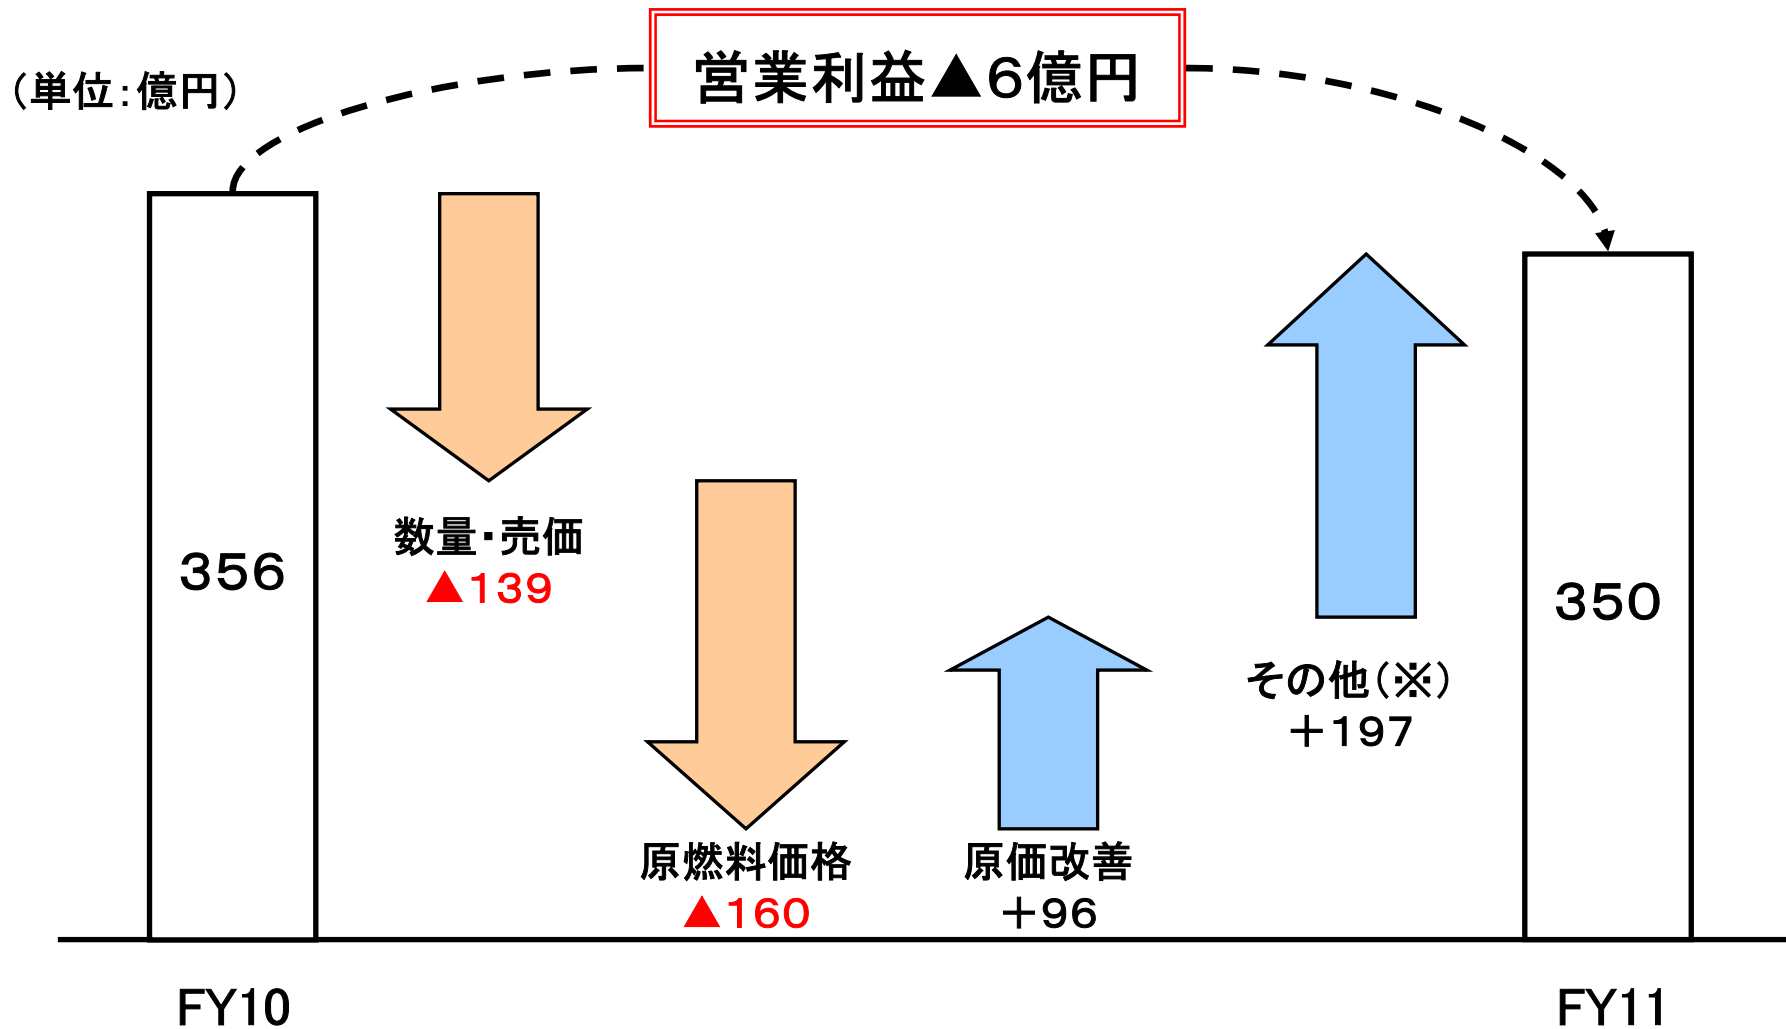 営業利益▲6億円
（単位：億円）
356
数量・売価
▲139
原燃料価格
▲160
原価改善
＋96
その他（※）
＋197
350
FY10
FY11